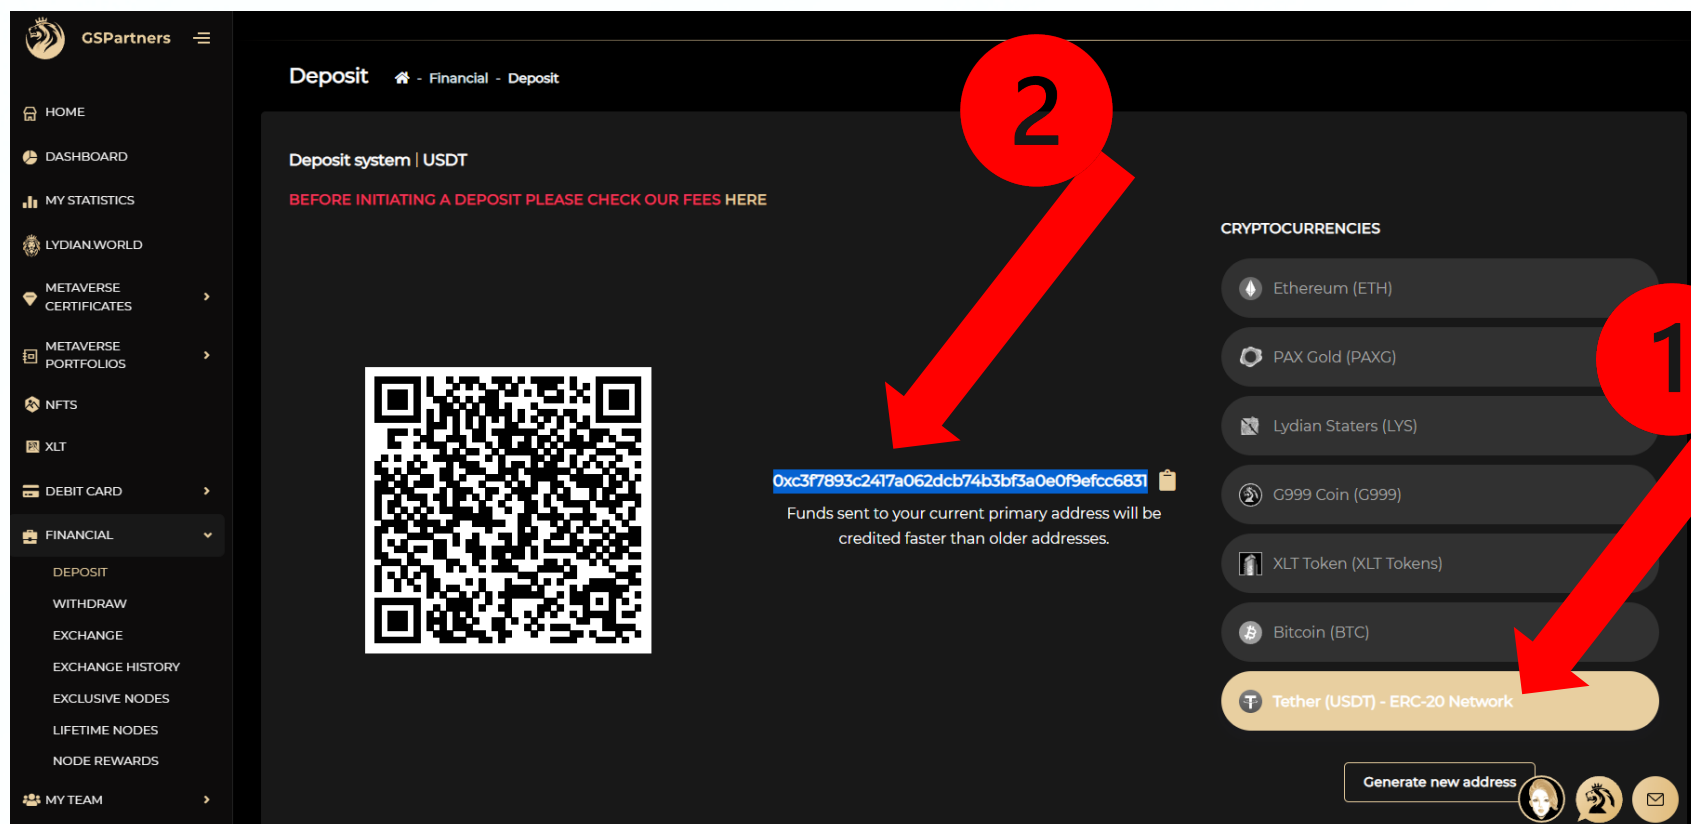 GSPartners
Deposit - Financial - Deposit
HOME
DASHBOARD
MY STATISTICS
LYDIAN.WORLD
METAVERSE
CERTIFICATES
METAVERSE
PORTFOLIOS
NFTS
XLT
DEBIT CARD
FINANCIAL
DEPOSIT
WITHDRAW
EXCHANGE
EXCHANGE HISTORY
EXCLUSIVE NODES
LIFETIME NODES
NODE REWARDS
MY TEAM
Deposit system | USDT
BEFORE INITIATING A DEPOSIT PLEASE CHECK OUR FEES HERE
2
0xc3f7893c2417a062dcb74b3bf3a0e0f9efcc6831
Funds sent to your current primary address will be
credited faster than older addresses.
CRYPTOCURRENCIES
Ethereum (ETH)
PAX Gold (PAXG)
1
Lydian Staters (LYS)
G999 Coin (G999)
XLT Token (XLT Tokens)
Bitcoin (BTC)
Tether (USDT) - ERC-20 Network
Generate new address